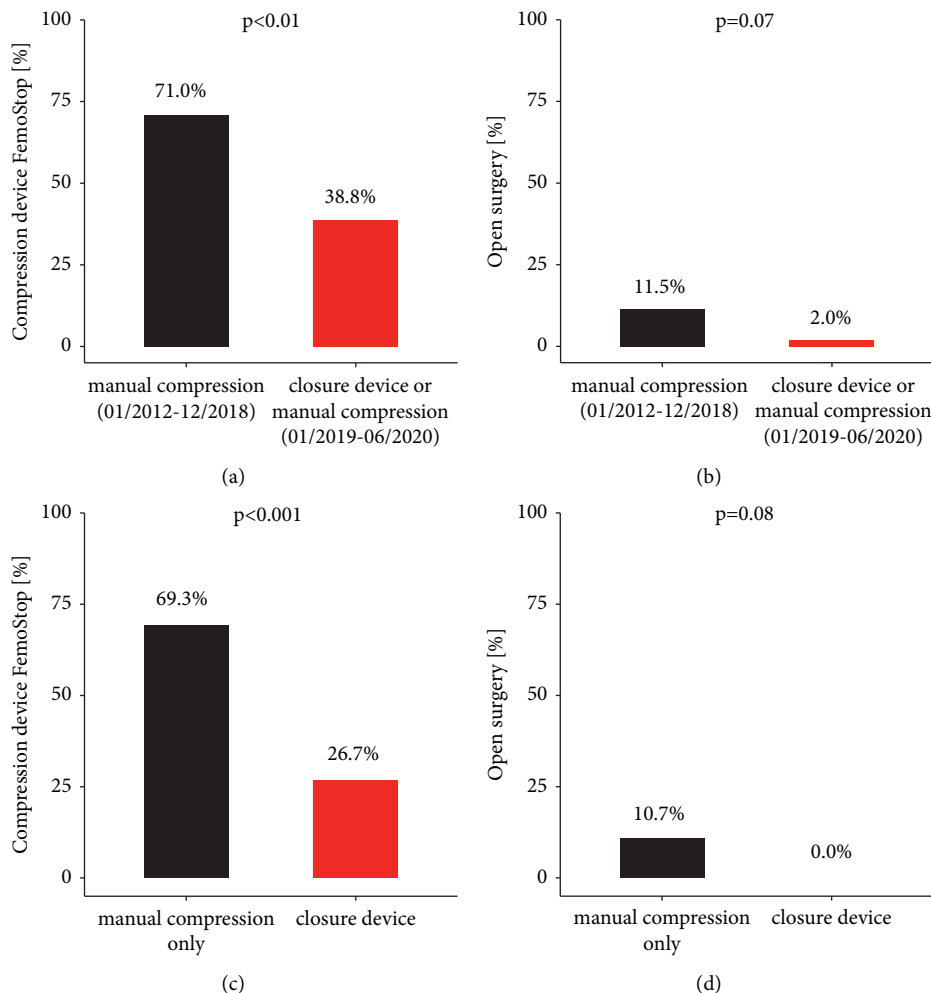 100
p<0.01
71.0%
75
50
38.8%
25
0
Compression device FemoStop [%]
manual compression
(01/2012-12/2018)
closure device or
manual compression
(01/2019-06/2020)
(a)
100
p=0.07
75
50
25
11.5%
2.0%
0
Open surgery [%]
manual compression
(01/2012-12/2018)
closure device or
manual compression
(01/2019-06/2020)
(b)
100
p<0.001
75
69.3%
50
26.7%
25
0
Compression device FemoStop [%]
manual compression
only
closure device
(c)
100
p=0.08
75
50
25
10.7%
0.0%
0
Open surgery [%]
manual compression
only
closure device
(d)